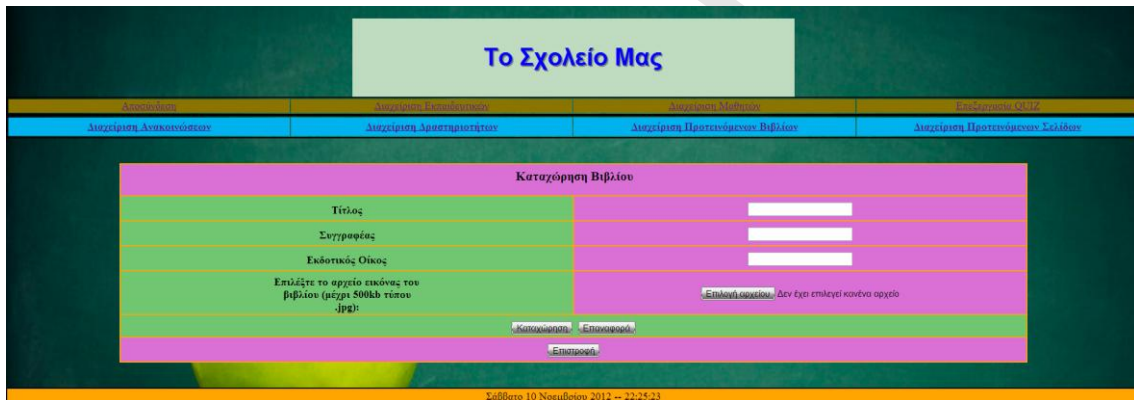 Το Σχολείο Μας
Αποσύνδεση Διαχείριση Εκπαιδευτικών Διαχείριση Μαθητών Επεξεργασία QUIZ
Διαχείριση Ανακοινώσεων Διαχείριση Δραστηριοτήτων Διαχείριση Προτεινόμενων Βιβλίων Διαχείριση Προτεινόμενων Σελίδων
Καταχώρηση Βιβλίου
Τίτλος
Συγγραφέας
Εκδοτικός Οίκος
Επιλέξτε το αρχείο εικόνας του
βιβλίου (μέχρι 500kb τύπου
.jpg):
Επιλογή αρχείου Δεν έχει επιλεγεί κανένα αρχείο
Καταχώρηση Επαναφορά
Επιστροφή
Σάββατο 10 Νοεμβρίου 2012 -- 22:25:23